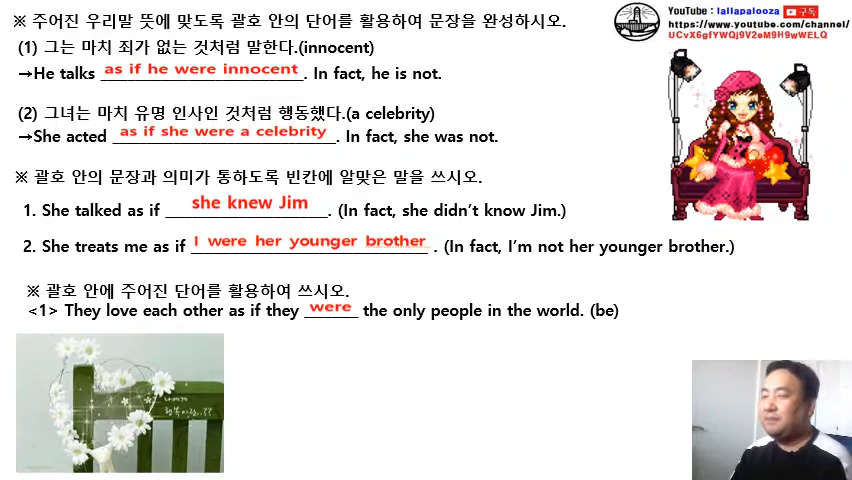 ※ 주어진 우리말 뜻에 맞도록 괄호 안의 단어를 활용하여 문장을 완성하시오.
YouTube : lallapalooza 구독
https://www.youtube.com/channel/
UCvX6gfYWQj9V2eM9H9wWELQ
(1) 그는 마치 죄가 없는 것처럼 말한다.(innocent)
→He talks as if he were innocent. In fact, he is not.
(2) 그녀는 마치 유명 인사인 것처럼 행동했다.(a celebrity)
→She acted as if she were a celebrity. In fact, she was not.
※ 괄호 안의 문장과 의미가 통하도록 빈칸에 알맞은 말을 쓰시오.
1. She talked as if she knew Jim. (In fact, she didn't know Jim.)
2. She treats me as if I were her younger brother . (In fact, I'm not her younger brother.)
※ 괄호 안에 주어진 단어를 활용하여 쓰시오.
<1> They love each other as if they were the only people in the world. (be)